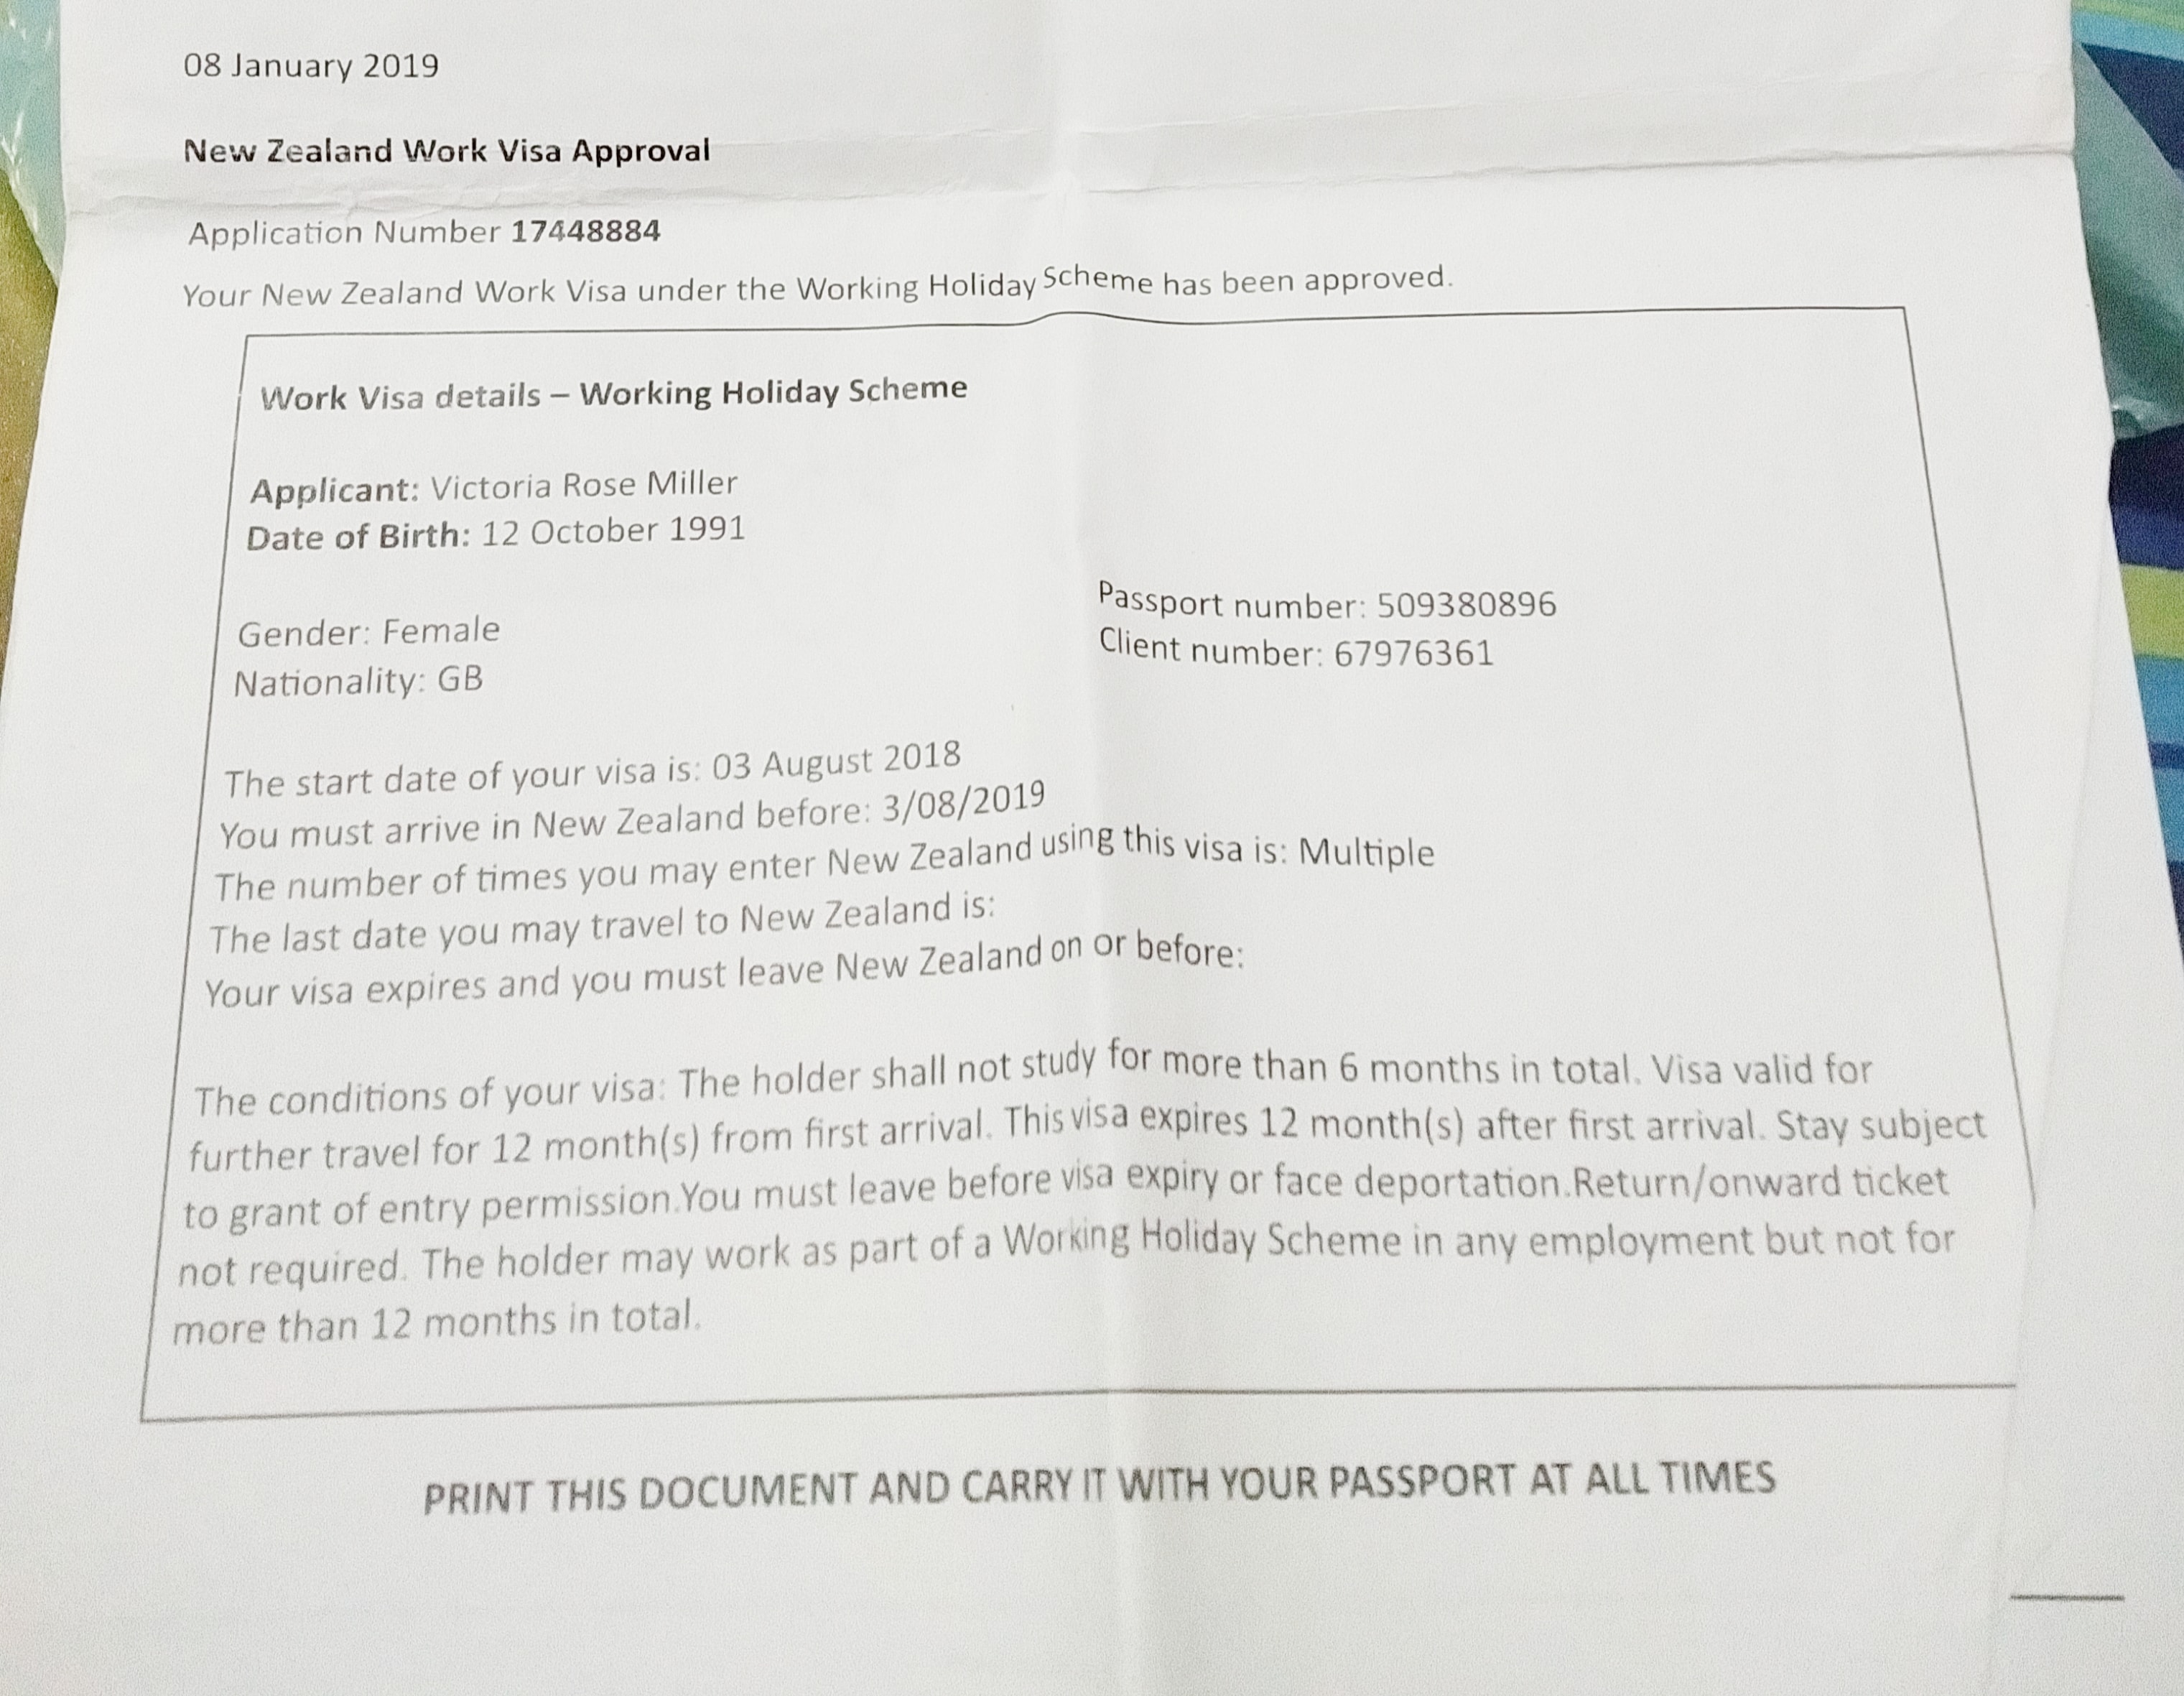 08 January 2019
New Zealand Work Visa Approval
Application Number 17448884
Your New Zealand Work Visa under the Working Holiday Scheme has been approved.
Work Visa details – Working Holiday Scheme
Applicant: Victoria Rose Miller
Date of Birth: 12 October 1991
Gender: Female
Nationality: GB
Passport number: 509380896
Client number: 67976361
The start date of your visa is: 03 August 2018
You must arrive in New Zealand before: 3/08/2019
The number of times you may enter New Zealand using this visa is: Multiple
The last date you may travel to New Zealand is:
Your visa expires and you must leave New Zealand on or before:
The conditions of your visa: The holder shall not study for more than 6 months in total. Visa valid for
further travel for 12 month(s) from first arrival. This visa expires 12 month(s) after first arrival. Stay subject
to grant of entry permission.You must leave before visa expiry or face deportation.Return/onward ticket
not required. The holder may work as part of a Working Holiday Scheme in any employment but not for
more than 12 months in total.
PRINT THIS DOCUMENT AND CARRY IT WITH YOUR PASSPORT AT ALL TIMES